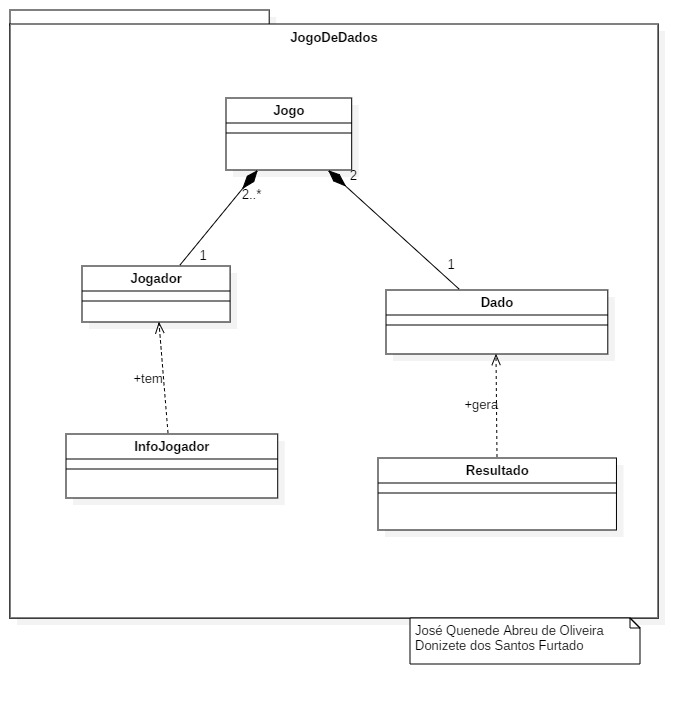 JogoDeDados
Jogo
2
2..*
1
1
Jogador
Dado
+tem
+gera
InfoJogador
Resultado
José Quenede Abreu de Oliveira
Donizete dos Santos Furtado